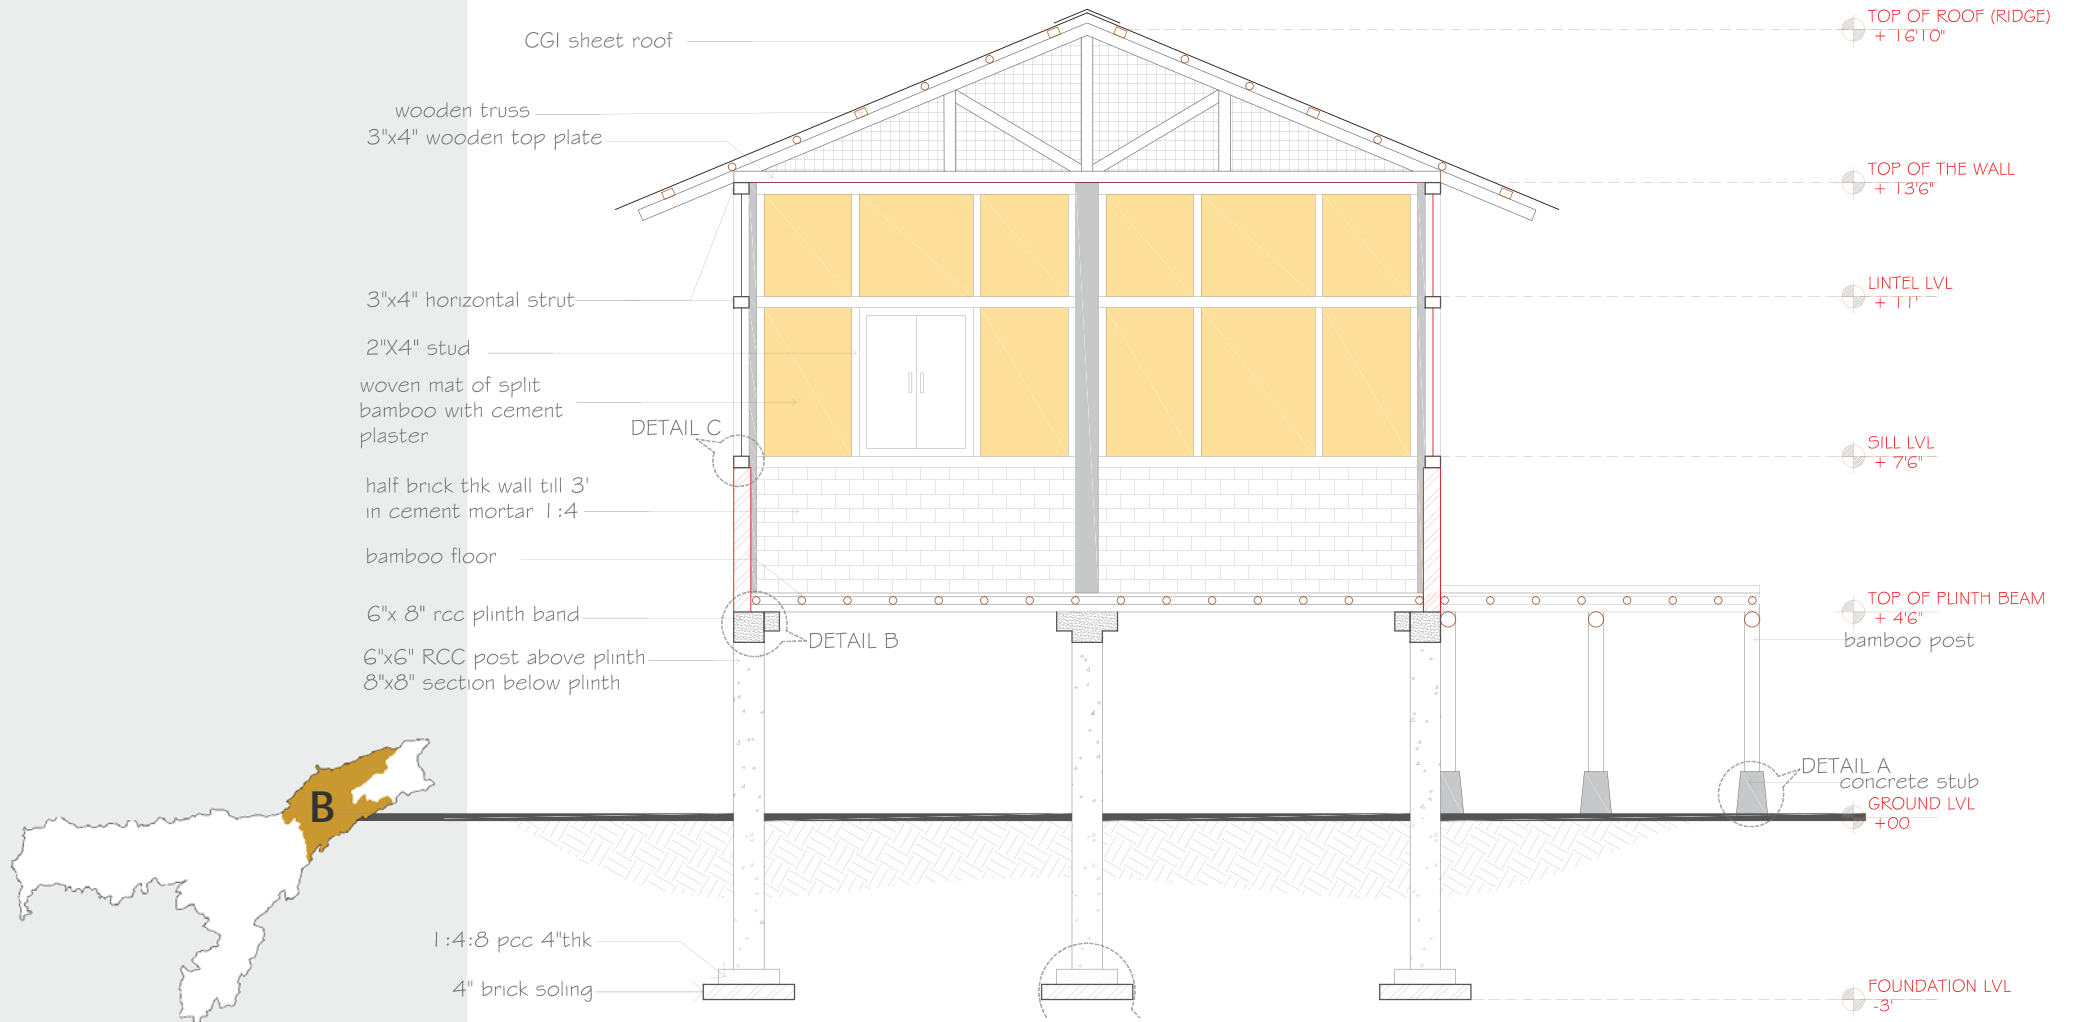 CGI sheet roof
wooden truss
3"x4" wooden top plate
3"x4" horizontal strut
2"X4" stud
woven mat of split
bamboo with cement
plaster
DETAIL C
half brick thk wall till 3'
in cement mortar 1:4
bamboo floor
6"x 8" rcc plinth band
DETAIL B
6"x6" RCC post above plinth
8"x8" section below plinth
B
1:4:8 pcc 4"thk
4" brick soling
TOP OF ROOF (RIDGE)
+ 16'10"
TOP OF THE WALL
+ 13'6"
LINTEL LVL
+ 11'
SILL LVL
+ 7'6"
TOP OF PLINTH BEAM
+ 4'6"
bamboo post
DETAIL A
concrete stub
GROUND LVL
+00
FOUNDATION LVL
-3'